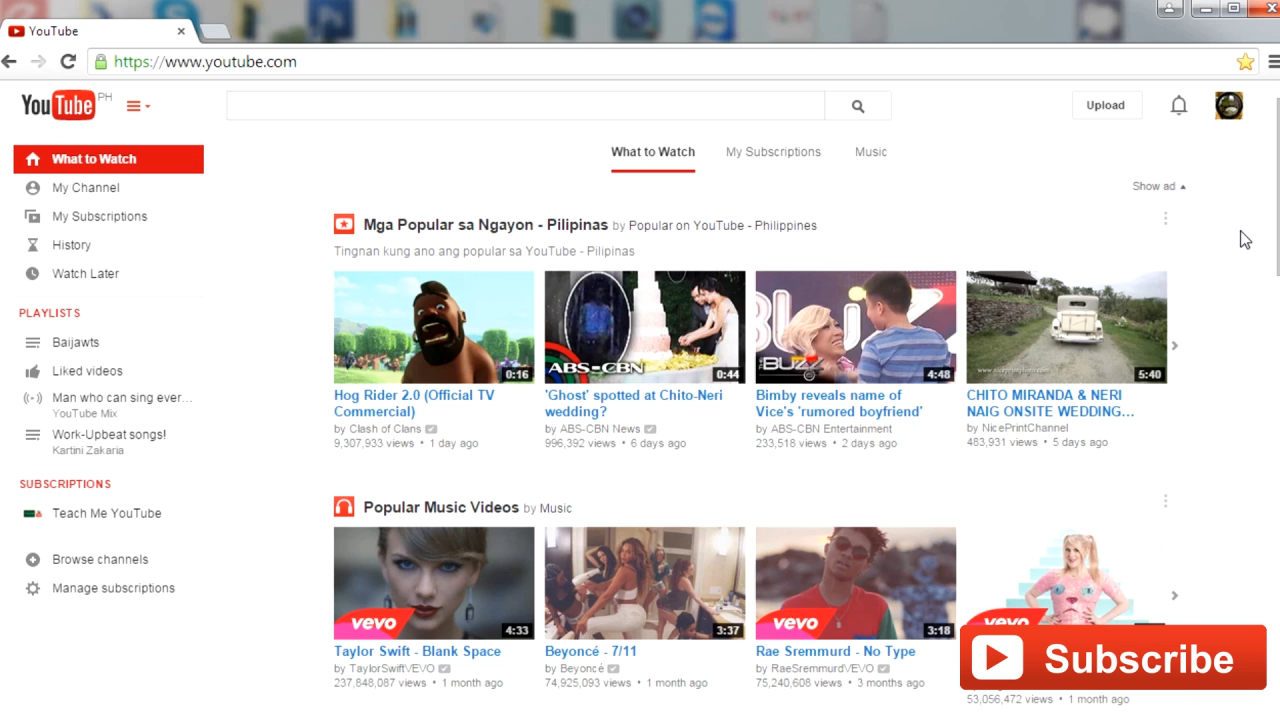 YouTube
https://www.youtube.com
YouTube PH
Upload
What to Watch
My Channel
My Subscriptions
History
Watch Later
PLAYLISTS
Baijawts
Liked videos
Man who can sing ever...
YouTube Mix
Work-Upbeat songs!
Kartini Zakaria
SUBSCRIPTIONS
Teach Me YouTube
Browse channels
Manage subscriptions
What to Watch My Subscriptions Music
Show ad
Mga Popular sa Ngayon - Pilipinas by Popular on YouTube - Philippines
Tingnan kung ano ang popular sa YouTube - Pilipinas
0:16
Hog Rider 2.0 (Official TV
Commercial)
by Clash of Clans
9,307,933 views • 1 day ago
ABS-CBN
0:44
'Ghost' spotted at Chito-Neri
wedding?
by ABS-CBN News
996,392 views • 6 days ago
BUZZ
4:48
Bimby reveals name of
Vice's 'rumored boyfriend'
by ABS-CBN Entertainment
233,518 views • 2 days ago
www.niceprintphoto.com
5:40
CHITO MIRANDA & NERI
NAIG ONSITE WEDDING...
by NicePrintChannel
483,931 views • 5 days ago
Popular Music Videos by Music
vevo
4:33
Taylor Swift - Blank Space
by TaylorSwiftVEVO
237,848,087 views • 1 month ago
3:37
Beyoncé - 7/11
by Beyoncé
74,925,093 views • 1 month ago
vevo
3:18
Rae Sremmurd - No Type
by RaeSremmurdVEVO
75,240,608 views • 3 months ago
vevo
53,056,472 views • 1 month ago
Subscribe